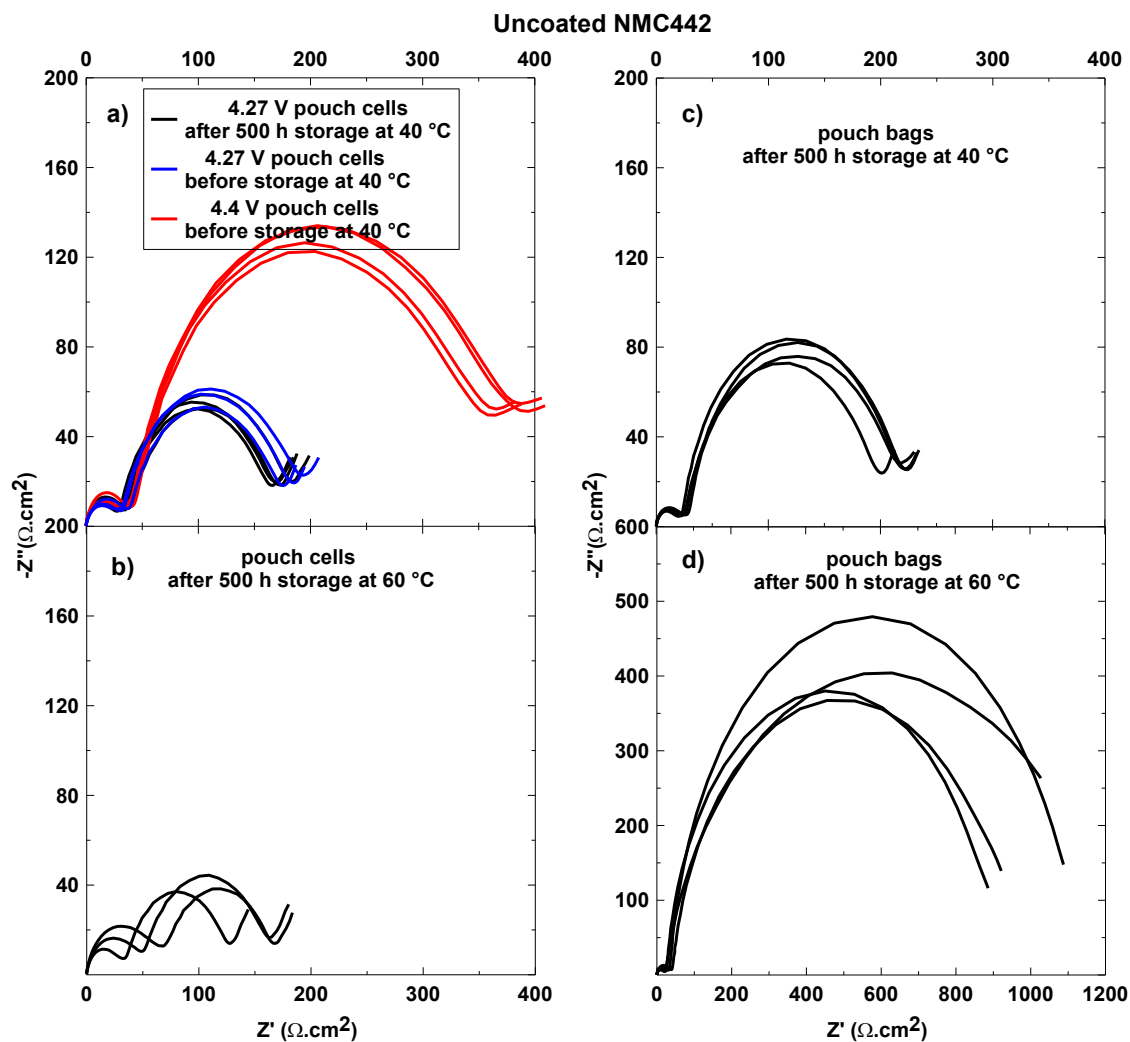 Uncoated NMC442
0 100 200 300 400
0 100 200 300 400
200
160
120
80
40
200
160
120
80
40
-Z''(Ω.cm²)
a)
4.27 V pouch cells
after 500 h storage at 40 °C
4.27 V pouch cells
before storage at 40 °C
4.4 V pouch cells
before storage at 40 °C
b)
pouch cells
after 500 h storage at 60 °C
0 100 200 300 400
Z' (Ω.cm²)
200
160
120
80
40
600
500
400
300
200
100
0
-Z''(Ω.cm²)
c)
pouch bags
after 500 h storage at 40 °C
d)
pouch bags
after 500 h storage at 60 °C
0 200 400 600 800 1000 1200
Z' (Ω.cm²)